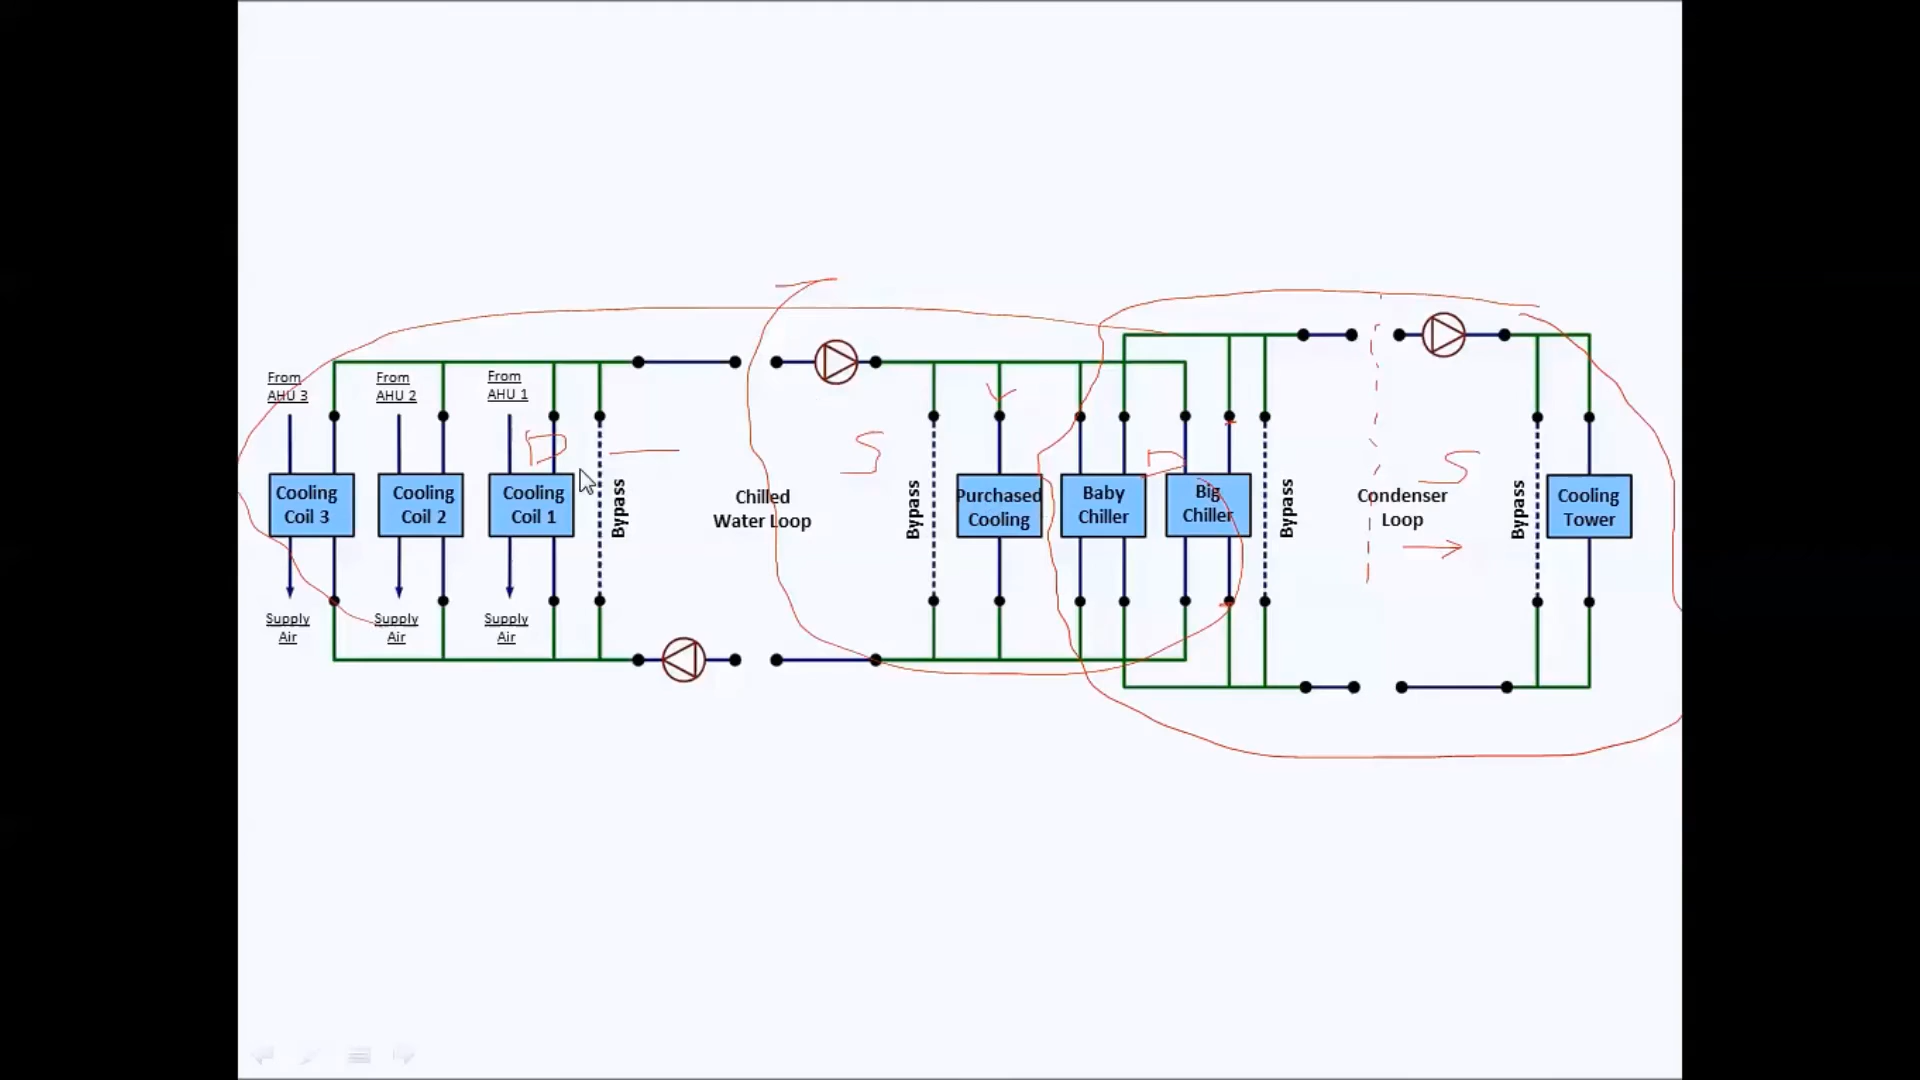 From
AHU 3
From
AHU 2
From
AHU 1
D
S
D
S
Cooling
Coil 3
Cooling
Coil 2
Cooling
Coil 1
Bypass
Chilled
Water Loop
Bypass
Purchased
Cooling
Baby
Chiller
Big
Chiller
Bypass
Condenser
Loop
Bypass
Cooling
Tower
Supply
Air
Supply
Air
Supply
Air